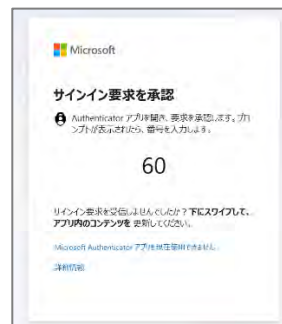 Microsoft
サインイン要求を承認
Authenticator アプリを開き、要求を承認します。プロ
ンプトが表示されたら、番号を入力します。
60
サインイン要求を受信しませんでしたか？下にスワイプして、
アプリ内のコンテンツを 更新してください。
Microsoft Authenticator アプリを現在使用できません
詳細情報